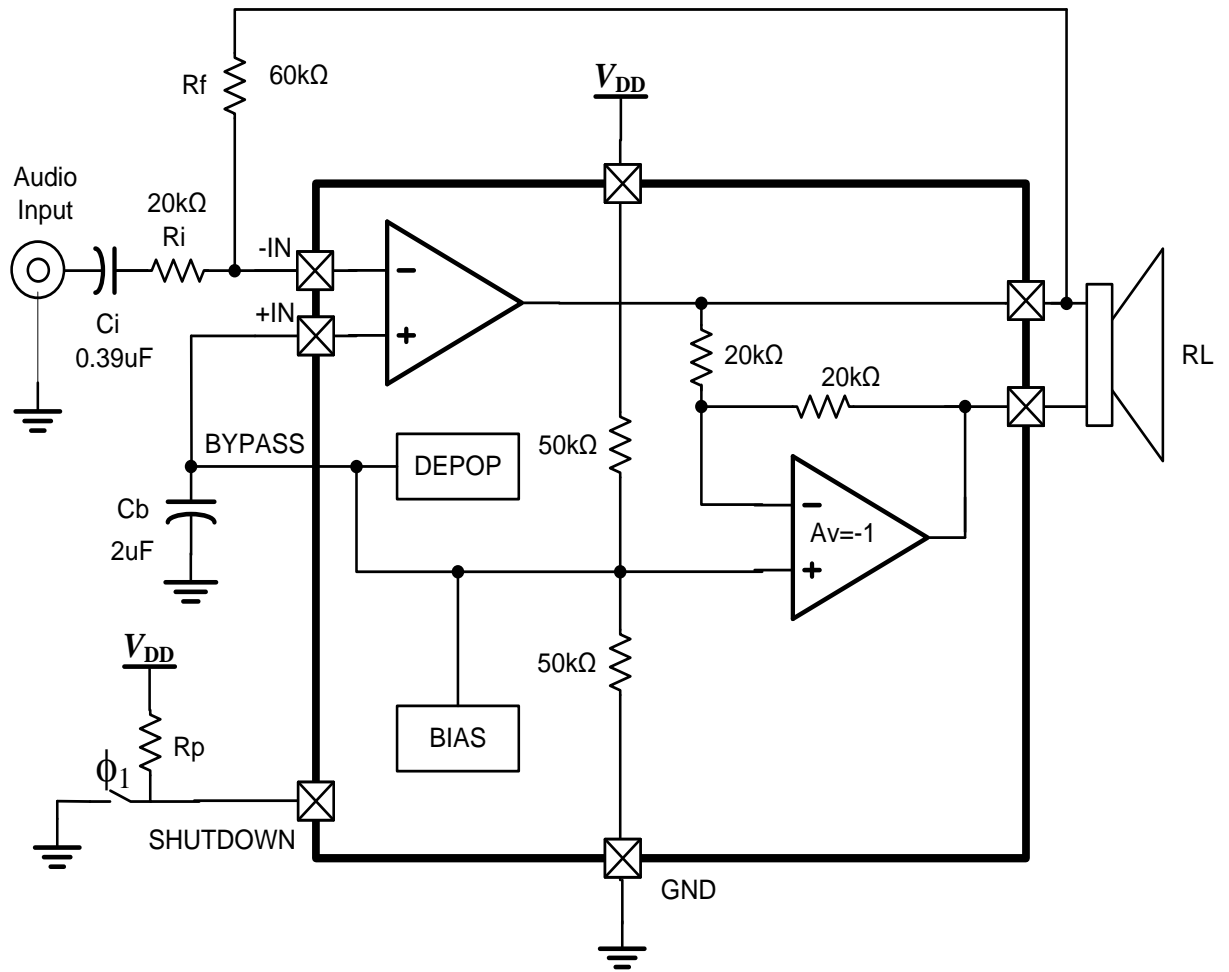 Rf
60kΩ
VDD
Audio
Input
20kΩ
Ri
-IN
+IN
Ci
0.39uF
20kΩ
20kΩ
RL
BYPASS
DEPOP
50kΩ
Cb
2uF
Av=-1
VDD
50kΩ
Rp
BIAS
ϕ1
SHUTDOWN
GND